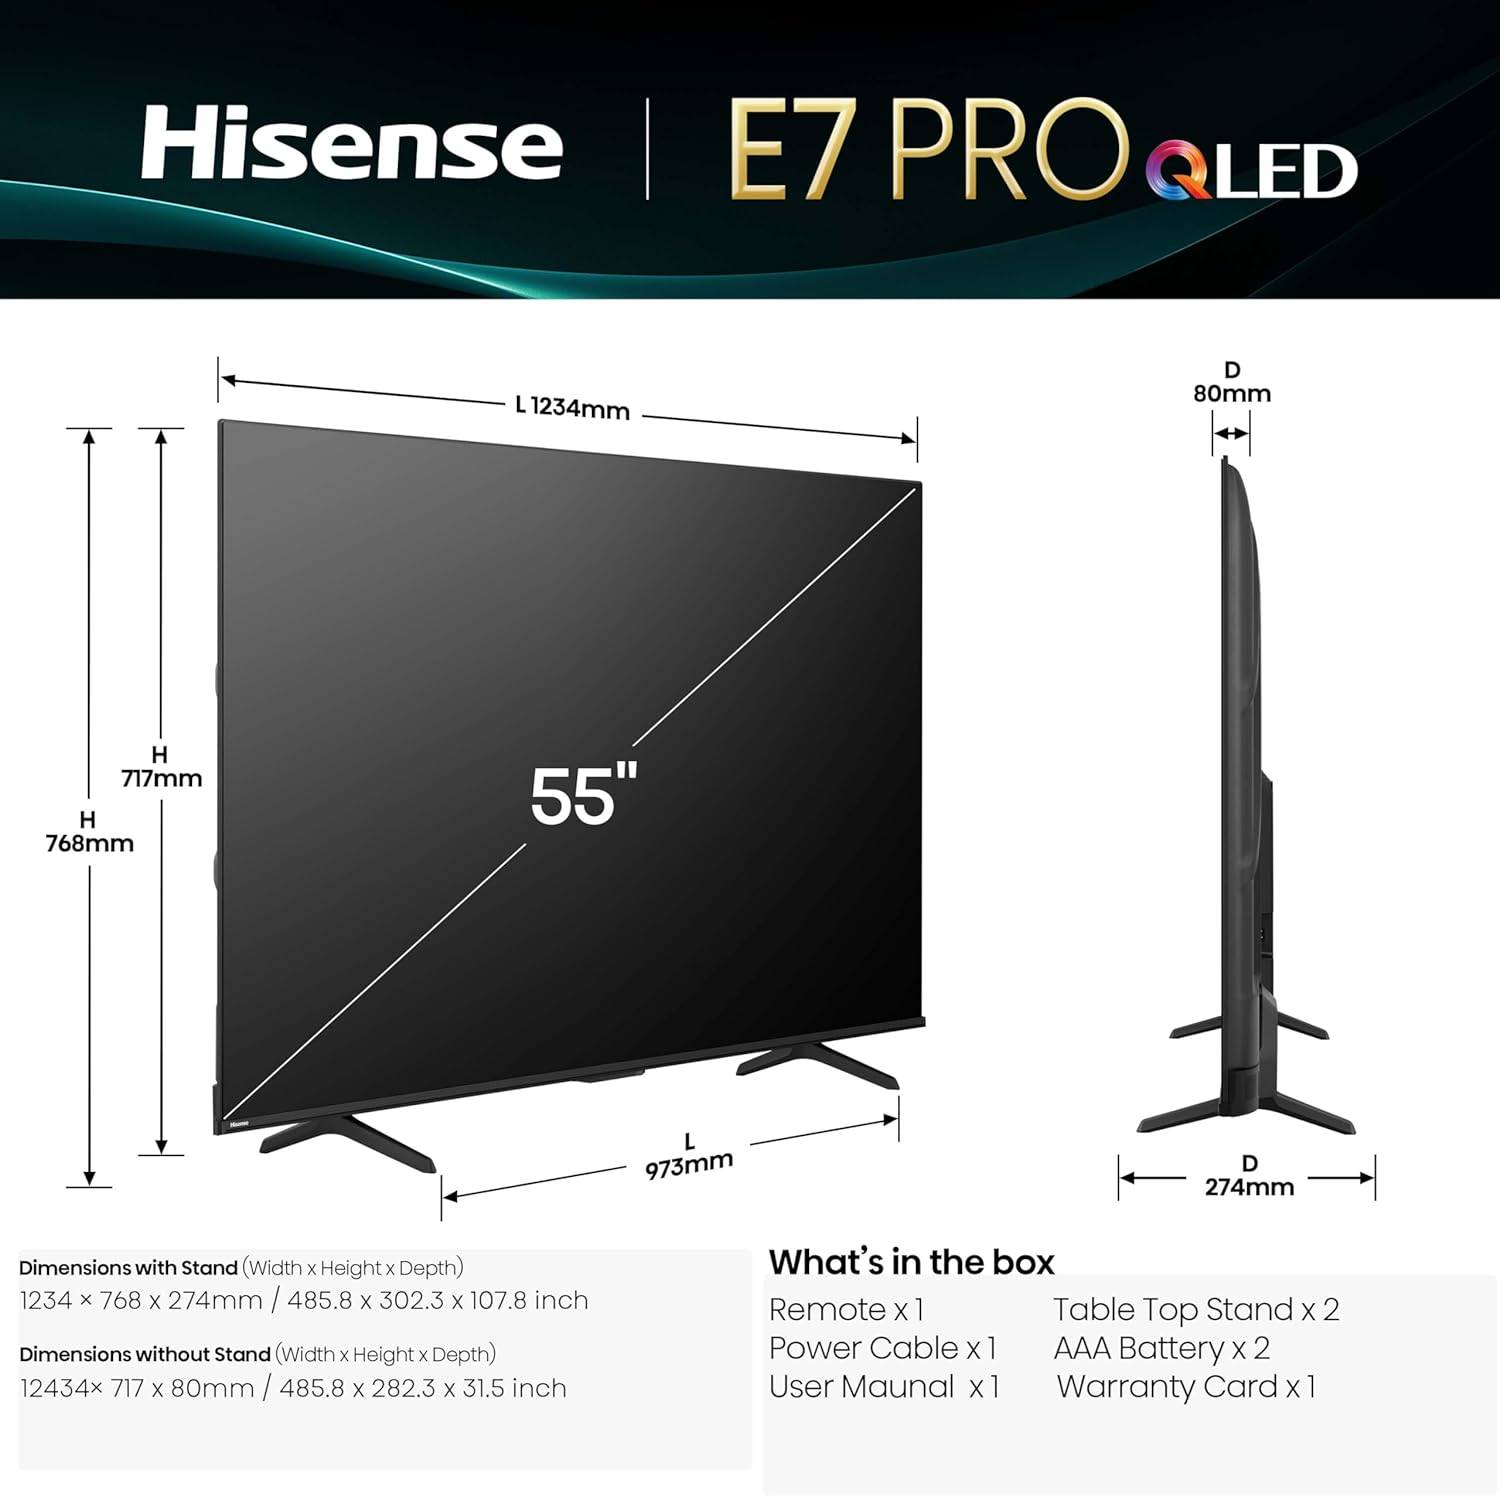 Hisense
E7 PRO QLED
L 1234mm
D
80mm
H
717mm
H
768mm
55"
Hisense
L
973mm
D
274mm
Dimensions with Stand (Width x Height x Depth)
1234 × 768 x 274mm / 485.8 x 302.3 x 107.8 inch
Dimensions without Stand (Width x Height x Depth)
12434× 717 x 80mm / 485.8 x 282.3 x 31.5 inch
What's in the box
Remote x 1
Table Top Stand x 2
Power Cable x 1
AAA Battery x 2
User Maunal x 1
Warranty Card x 1